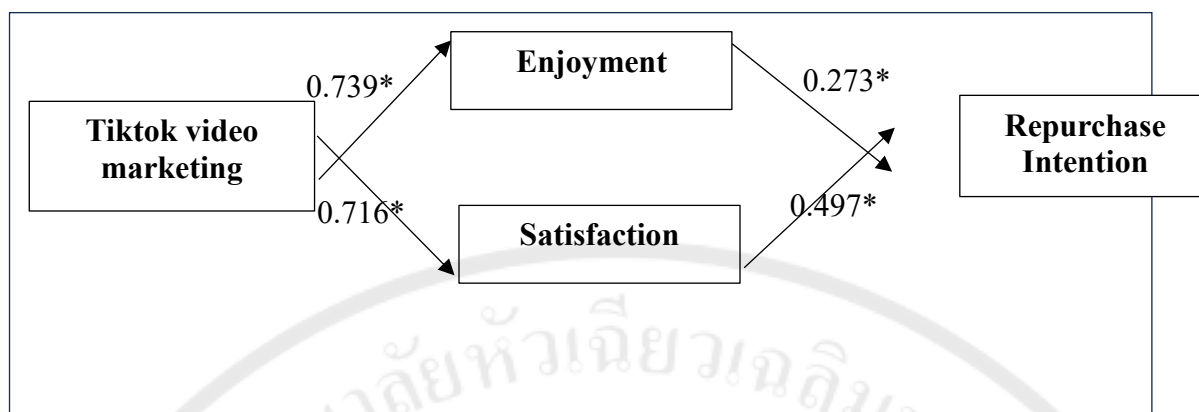 Enjoyment
0.739*
0.273*
Tiktok video
marketing
Repurchase
Intention
0.716*
0.497*
Satisfaction